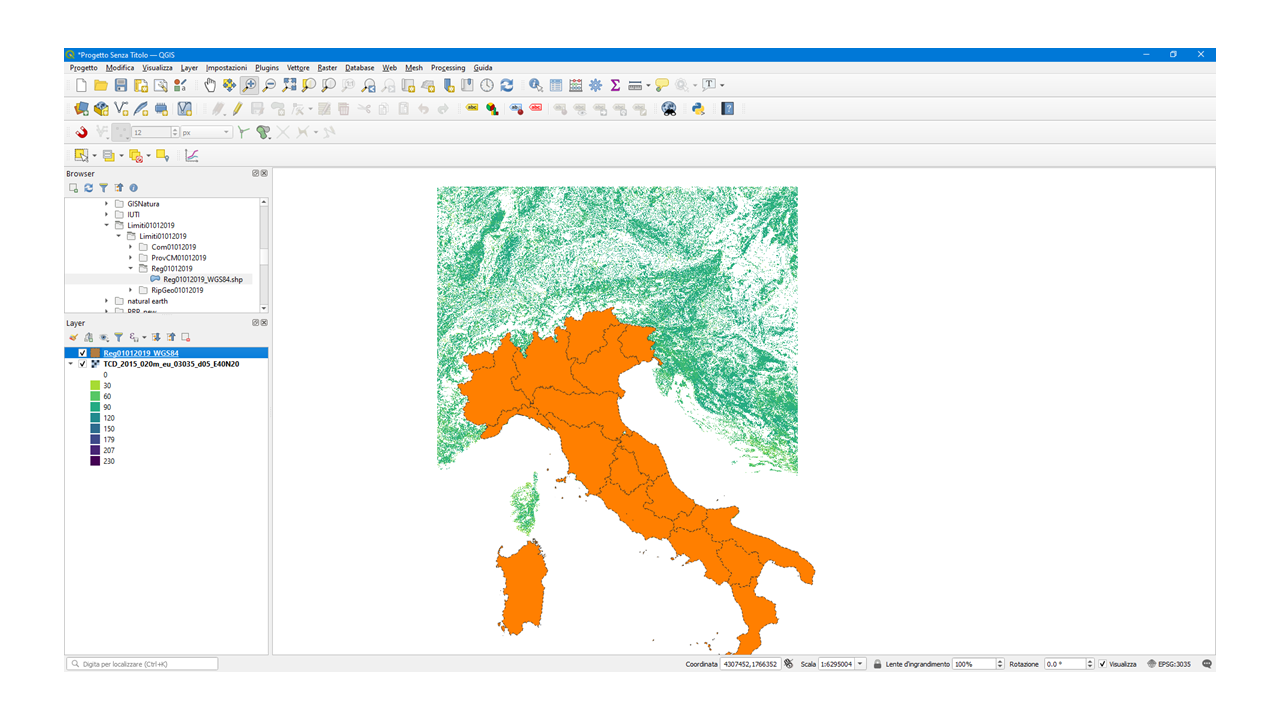 *Progetto Senza Titolo — QGIS
Progetto Modifica Visualizza Layer Impostazioni Plugins Vettore Raster Database Web Mesh Processing Guida
12 px
Browser
GISNatura
IUTI
Limiti01012019
Limiti01012019
Com01012019
ProvCM01012019
Reg01012019
Reg01012019_WGS84.shp
RipGeo01012019
natural earth
Layer
Reg01012019_WGS84
TCD_2015_020m_eu_03035_d05_E40N20
0
30
60
90
120
150
179
207
230
Digita per localizzare (Ctrl+K)
Coordinata 4307452,1766352 Scala 1:6295004 Lente d'ingrandimento 100% Rotazione 0.0 ° Visualizza EPSG:3035